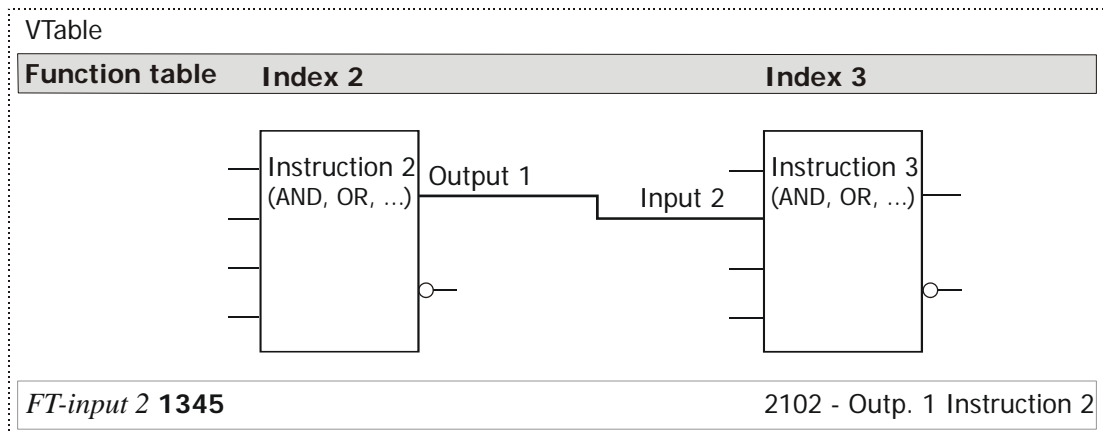 VTable
Function table Index 2 Index 3
Instruction 2
(AND, OR, ...)
Output 1
Input 2
Instruction 3
(AND, OR, ...)
FT-input 2 1345 2102 - Outp. 1 Instruction 2